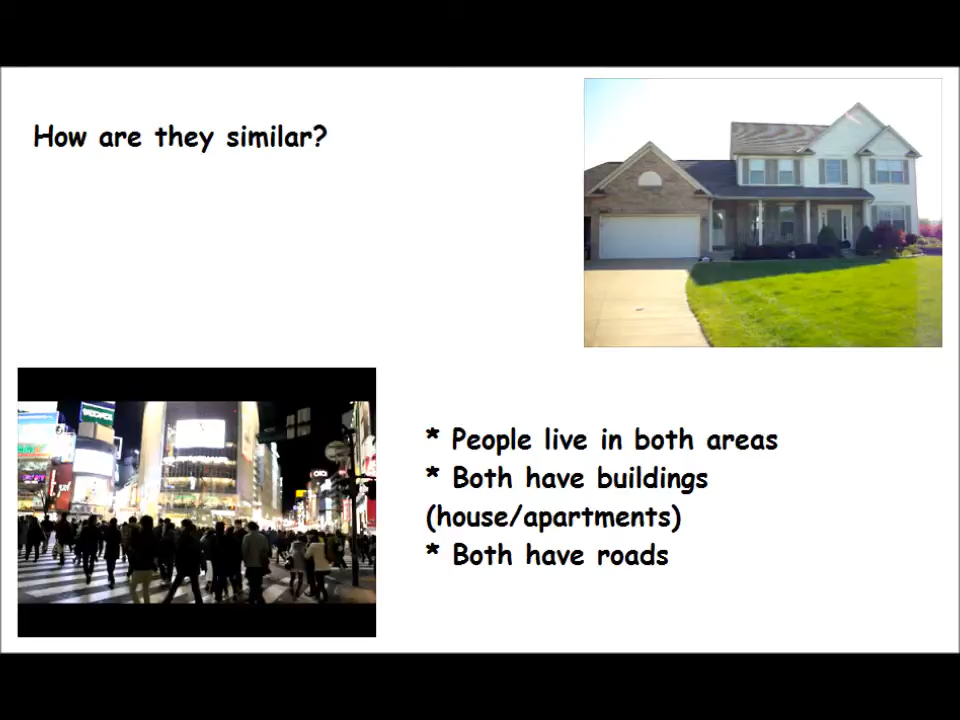 How are they similar?
* People live in both areas
* Both have buildings
(house/apartments)
* Both have roads